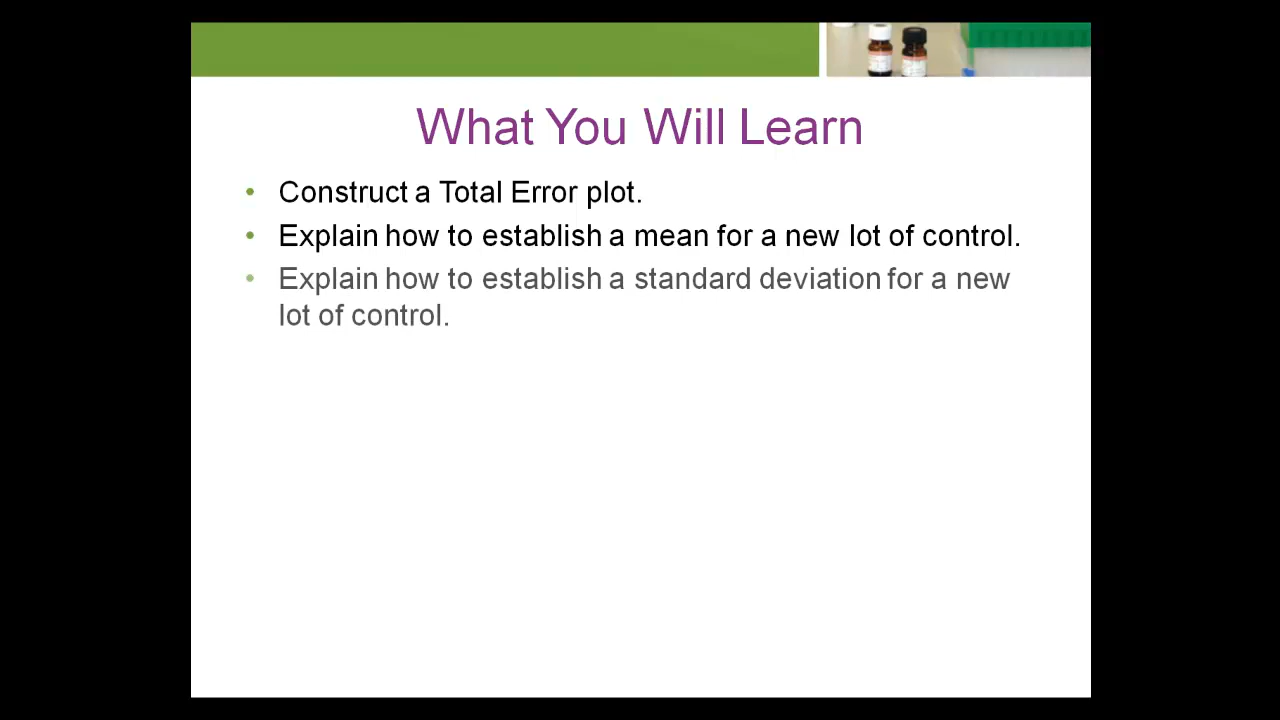 What You Will Learn
• Construct a Total Error plot.
• Explain how to establish a mean for a new lot of control.
• Explain how to establish a standard deviation for a new
lot of control.